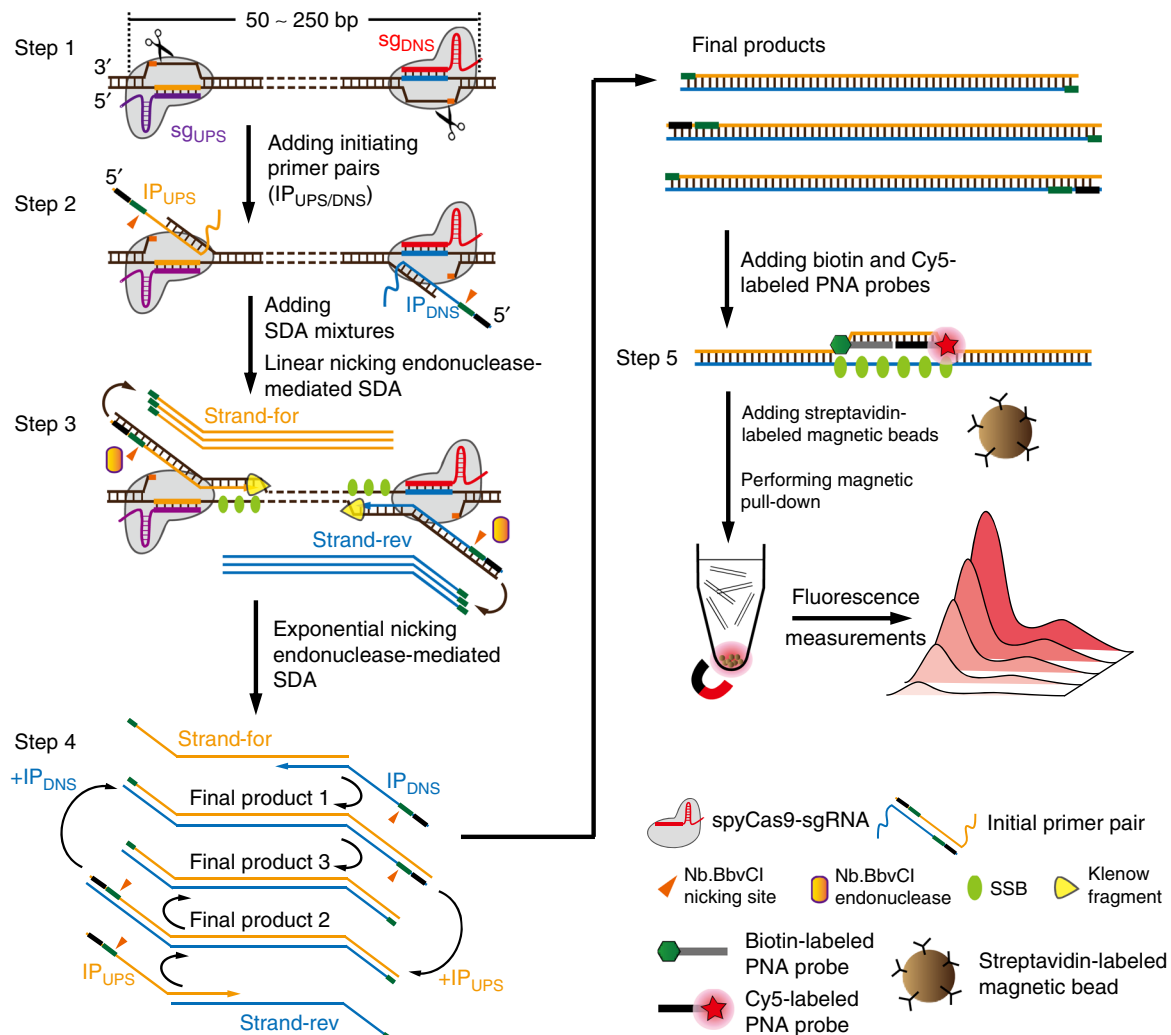 50 ~ 250 bp
Step 1
sgDNS
3′
5′
sgUPS
Adding initiating
primer pairs
(IPUPS/DNS)
5′
IPUPS
Step 2
IPDNS
5′
Adding
SDA mixtures
Linear nicking endonuclease-
mediated SDA
Strand-for
Step 3
Strand-rev
Exponential nicking
endonuclease-mediated
SDA
Step 4
Strand-for
+IPDNS
IPDNS
Final product 1
Final product 3
Final product 2
IPUPS
+IPUPS
Strand-rev
Final products
Adding biotin and Cy5-
labeled PNA probes
Step 5
Adding streptavidin-
labeled magnetic beads
Performing magnetic
pull-down
Fluorescence
measurements
spyCas9-sgRNA
Initial primer pair
Nb.BbvCI
nicking site
Nb.BbvCI
endonuclease
SSB
Klenow
fragment
Biotin-labeled
PNA probe
Streptavidin-labeled
magnetic bead
Cy5-labeled
PNA probe